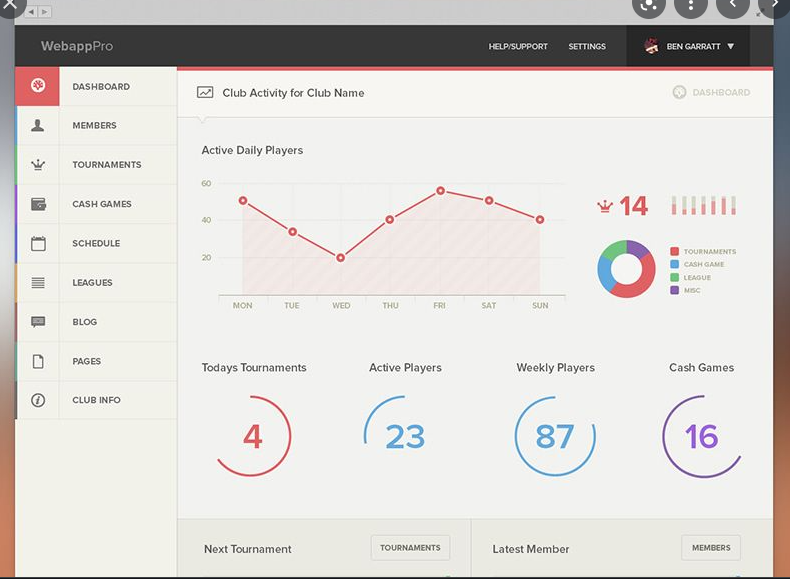 WebappPro
HELP/SUPPORT
SETTINGS
BEN GARRATT
DASHBOARD
MEMBERS
TOURNAMENTS
CASH GAMES
SCHEDULE
LEAGUES
BLOG
PAGES
CLUB INFO
Club Activity for Club Name
DASHBOARD
Active Daily Players
60
40
20
MON TUE WED THU FRI SAT SUN
14
TOURNAMENTS
CASH GAME
LEAGUE
MISC
Todays Tournaments
4
Active Players
23
Weekly Players
87
Cash Games
16
Next Tournament
TOURNAMENTS
Latest Member
MEMBERS